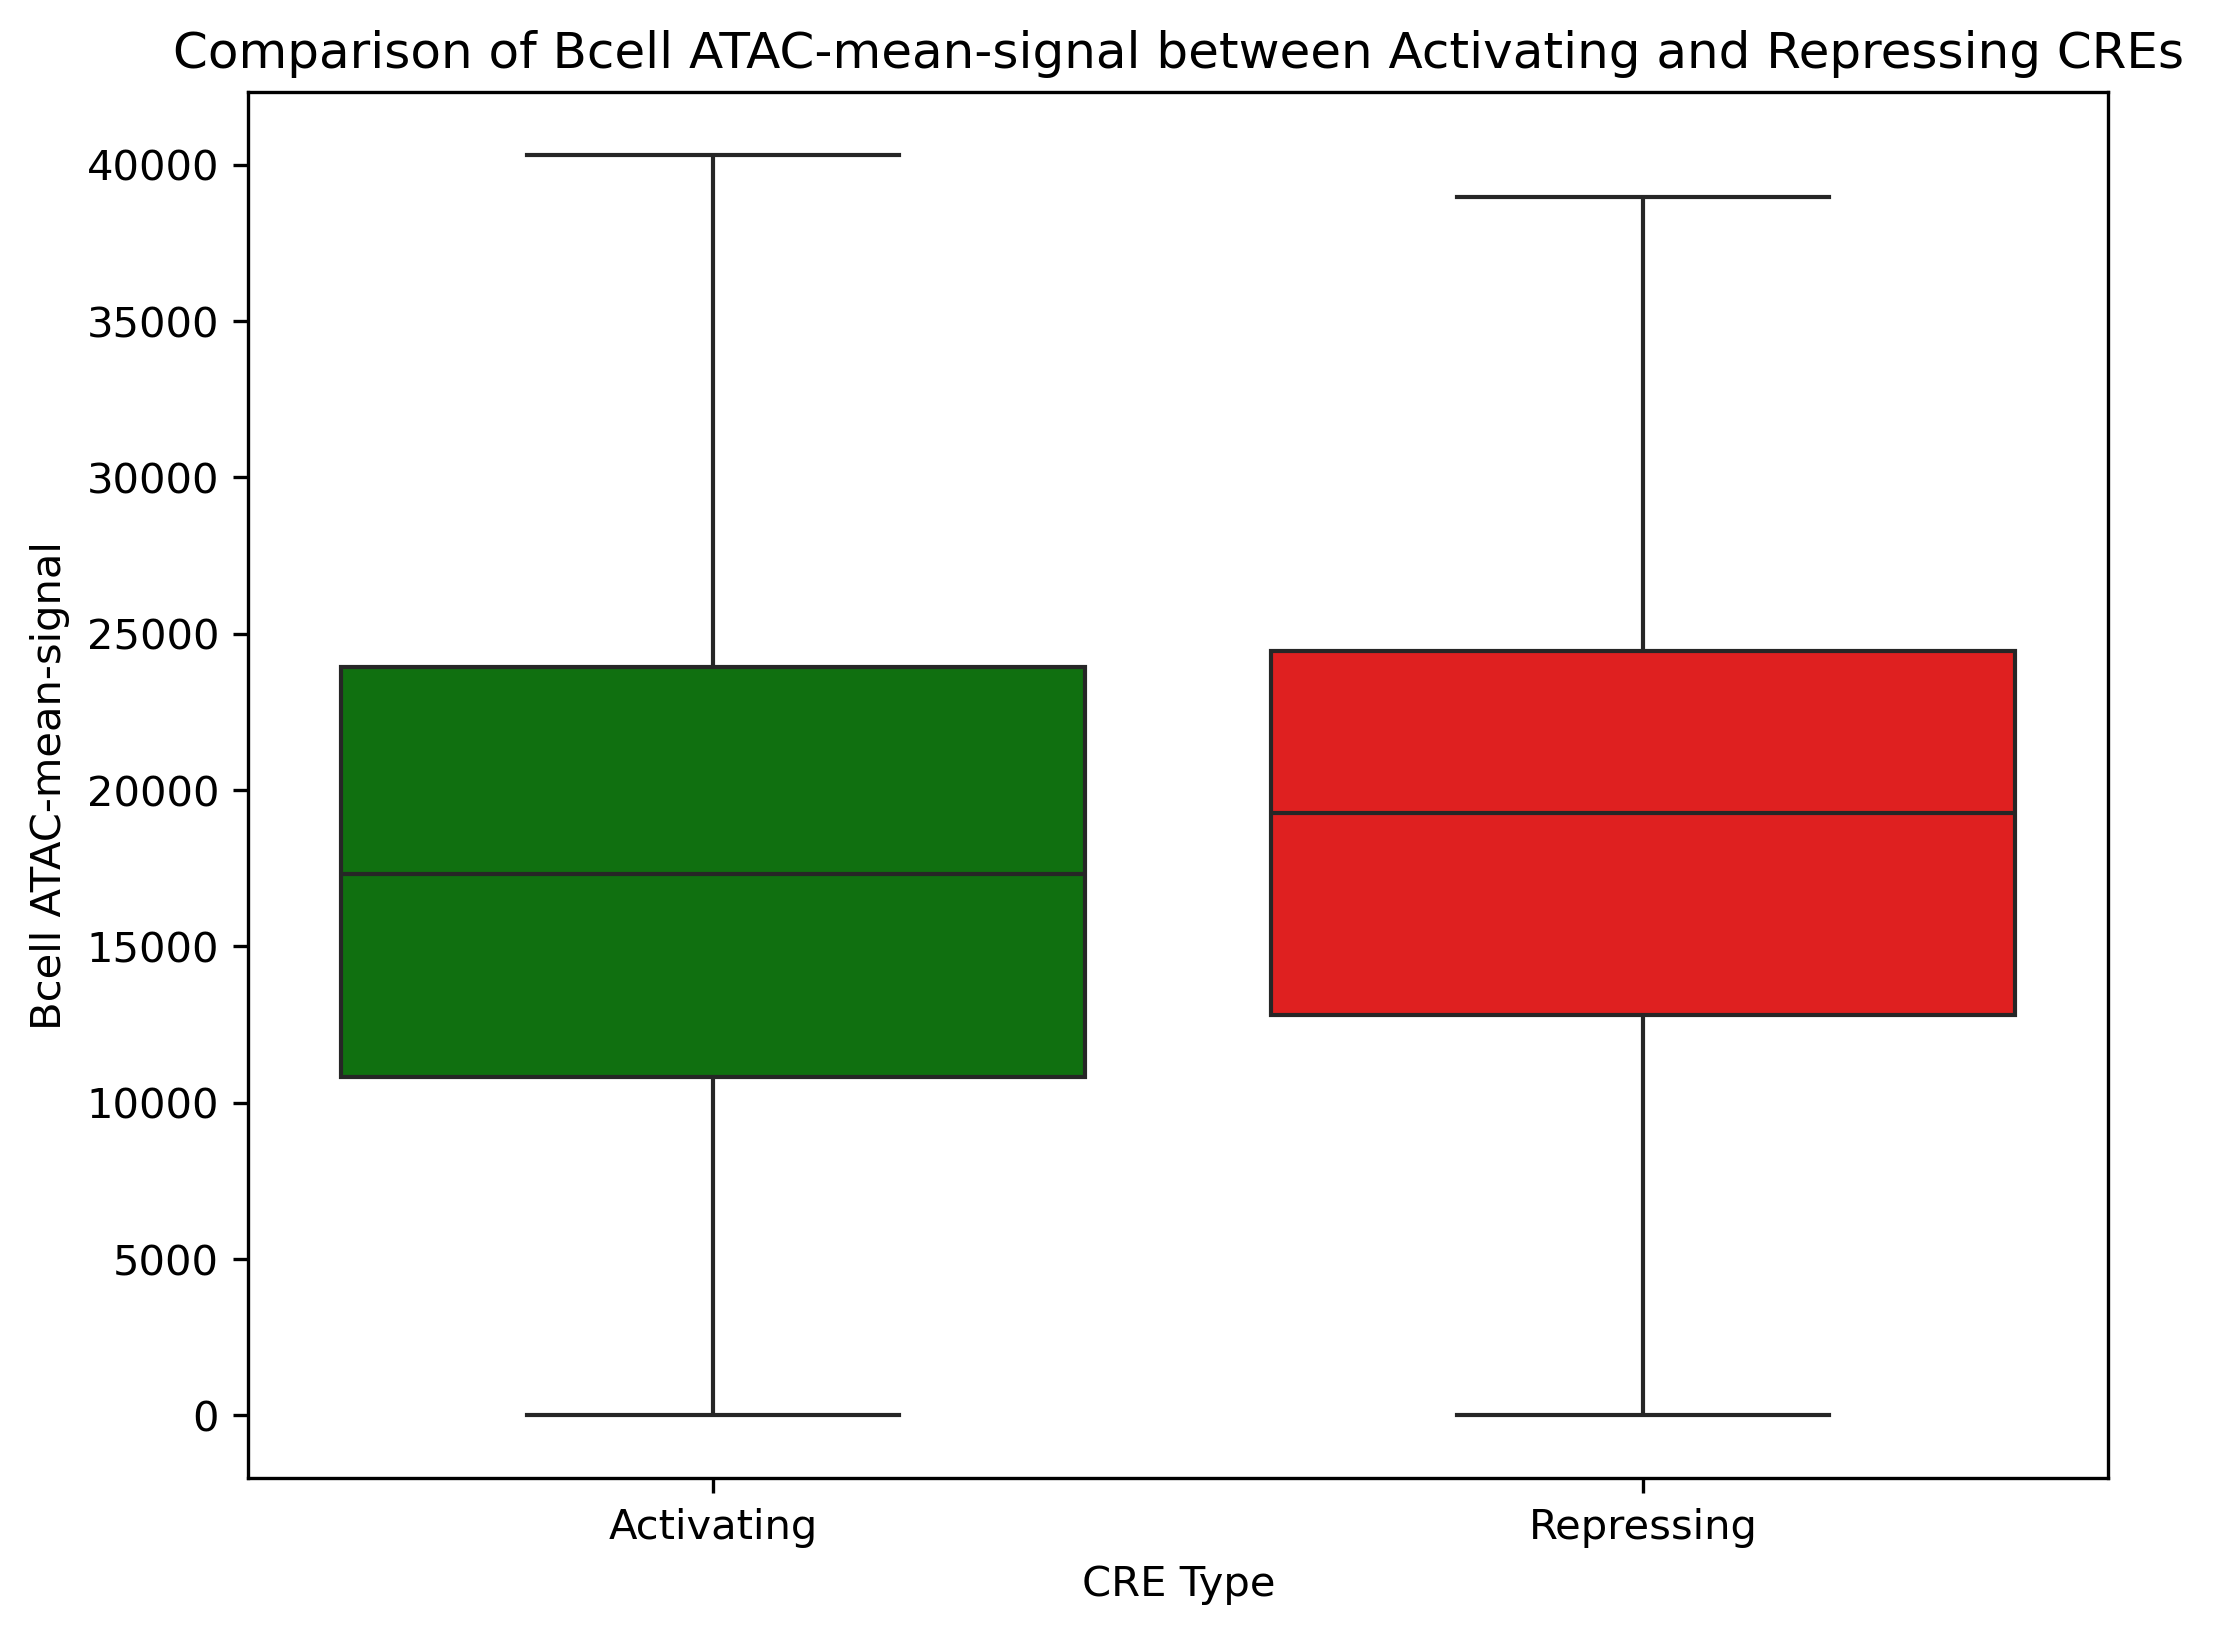 Comparison of Bcell ATAC-mean-signal between Activating and Repressing CREs
Bcell ATAC-mean-signal
40000
35000
30000
25000
20000
15000
10000
5000
0
Activating
Repressing
CRE Type